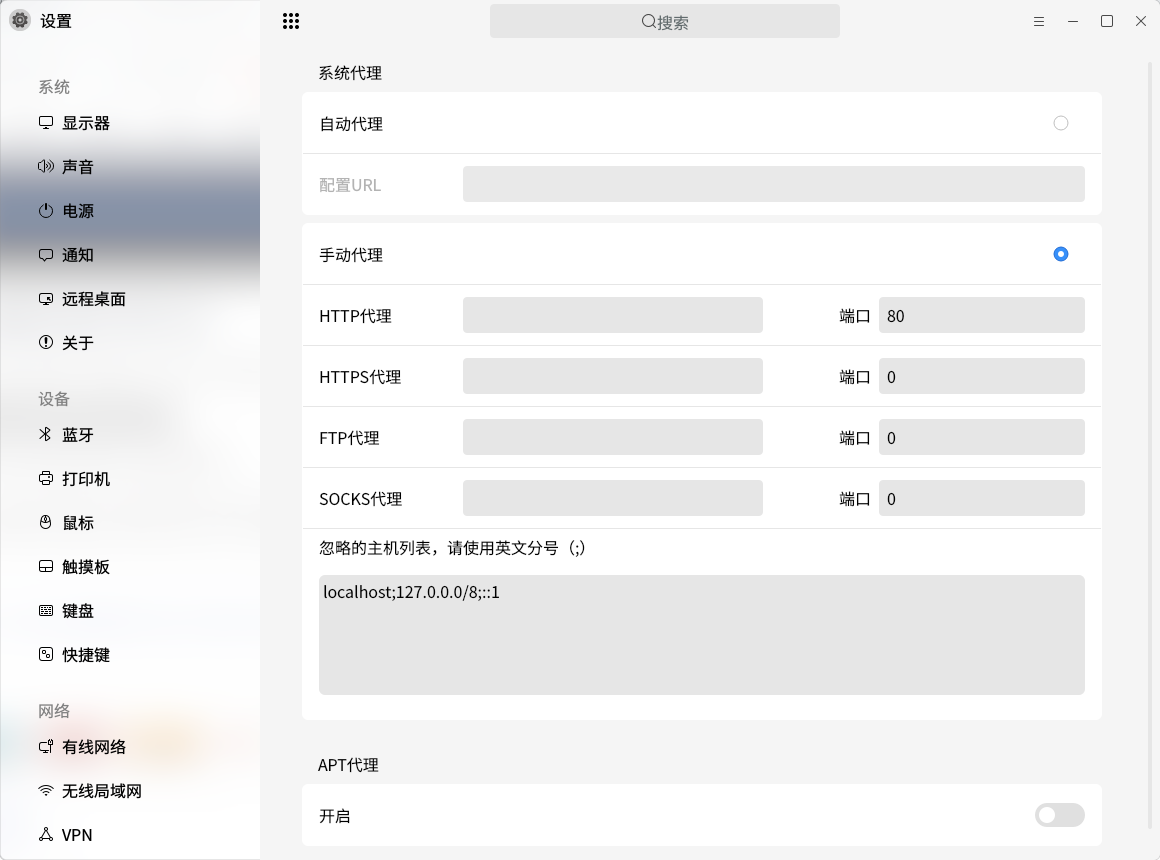 设置
搜索
系统
显示器
声音
电源
通知
远程桌面
关于
设备
蓝牙
打印机
鼠标
触摸板
键盘
快捷键
网络
有线网络
无线局域网
VPN
系统代理
自动代理
配置URL
手动代理
HTTP代理 端口 80
HTTPS代理 端口 0
FTP代理 端口 0
SOCKS代理 端口 0
忽略的主机列表，请使用英文分号（;）
localhost;127.0.0.0/8;::1
APT代理
开启